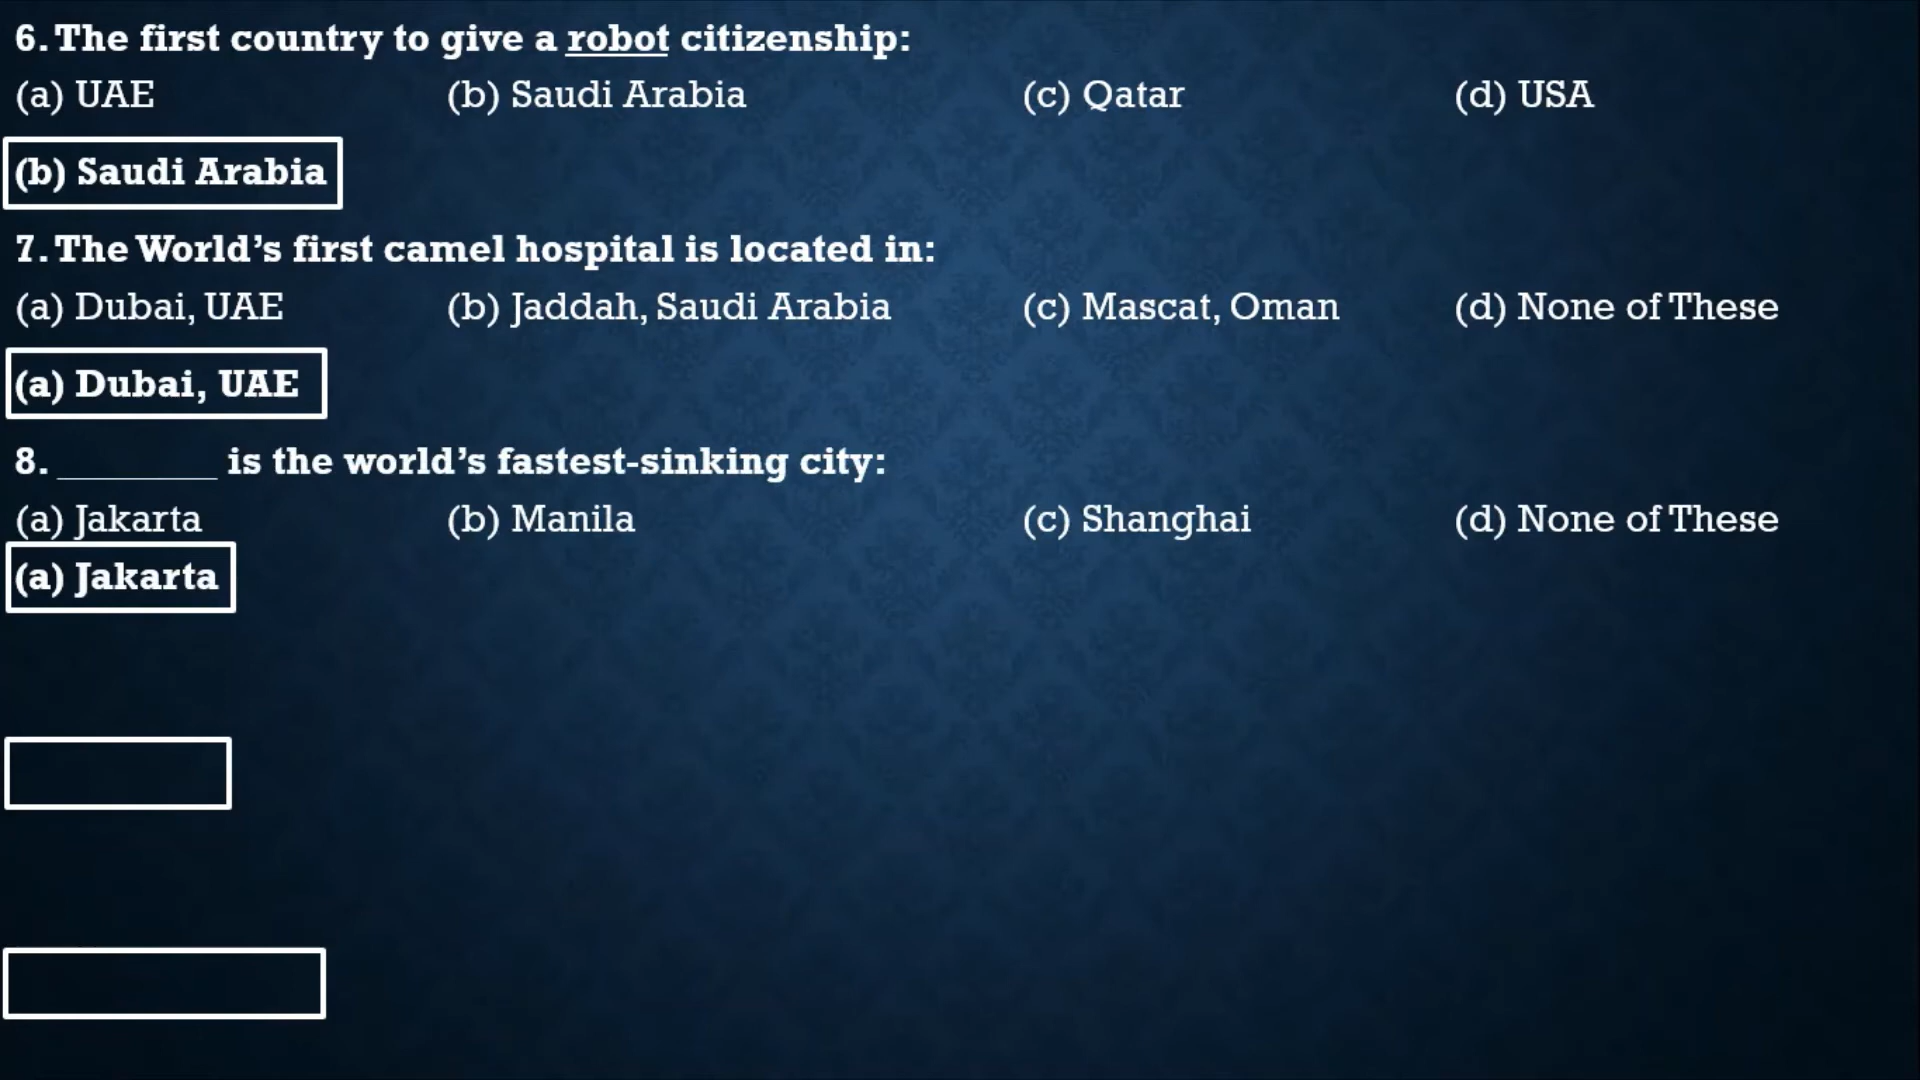 6. The first country to give a robot citizenship:
(a) UAE (b) Saudi Arabia (c) Qatar (d) USA
(b) Saudi Arabia
7. The World’s first camel hospital is located in:
(a) Dubai, UAE (b) Jaddah, Saudi Arabia (c) Mascat, Oman (d) None of These
(a) Dubai, UAE
8. ________ is the world’s fastest-sinking city:
(a) Jakarta (b) Manila (c) Shanghai (d) None of These
(a) Jakarta